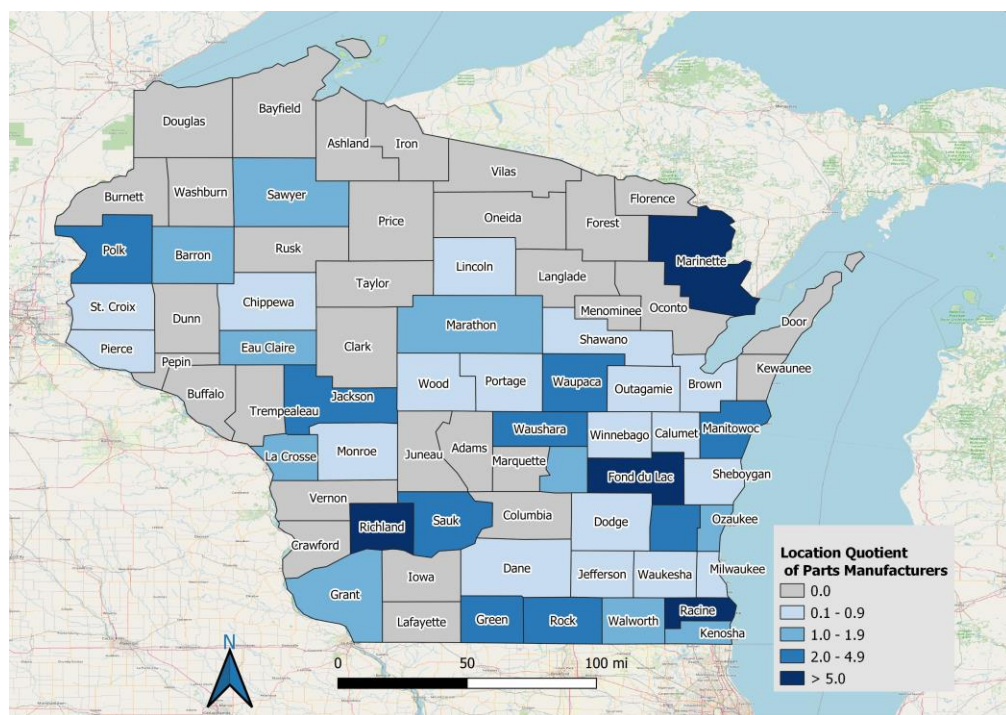 Bayfield
Douglas
Ashland
Iron
Vilas
Burnett
Washburn
Sawyer
Florence
Price
Oneida
Forest
Polk
Barron
Rusk
Marinette
Lincoln
Taylor
Langlade
St. Croix
Chippewa
Menominee
Oconto
Dunn
Door
Marathon
Shawano
Pierce
Eau Claire
Clark
Pepin
Kewaunee
Wood
Portage
Waupaca
Outagamie
Brown
Buffalo
Trempealeau
Jackson
Waushara
Winnebago
Calumet
Manitowoc
La Crosse
Monroe
Juneau
Adams
Marquette
Fond du Lac
Sheboygan
Vernon
Richland
Sauk
Columbia
Dodge
Ozaukee
Crawford
Dane
Jefferson
Waukesha
Milwaukee
Iowa
Grant
Lafayette
Green
Rock
Walworth
Racine
Kenosha
Location Quotient
of Parts Manufacturers
0.0
0.1 - 0.9
1.0 - 1.9
2.0 - 4.9
> 5.0
N
0 50 100 mi